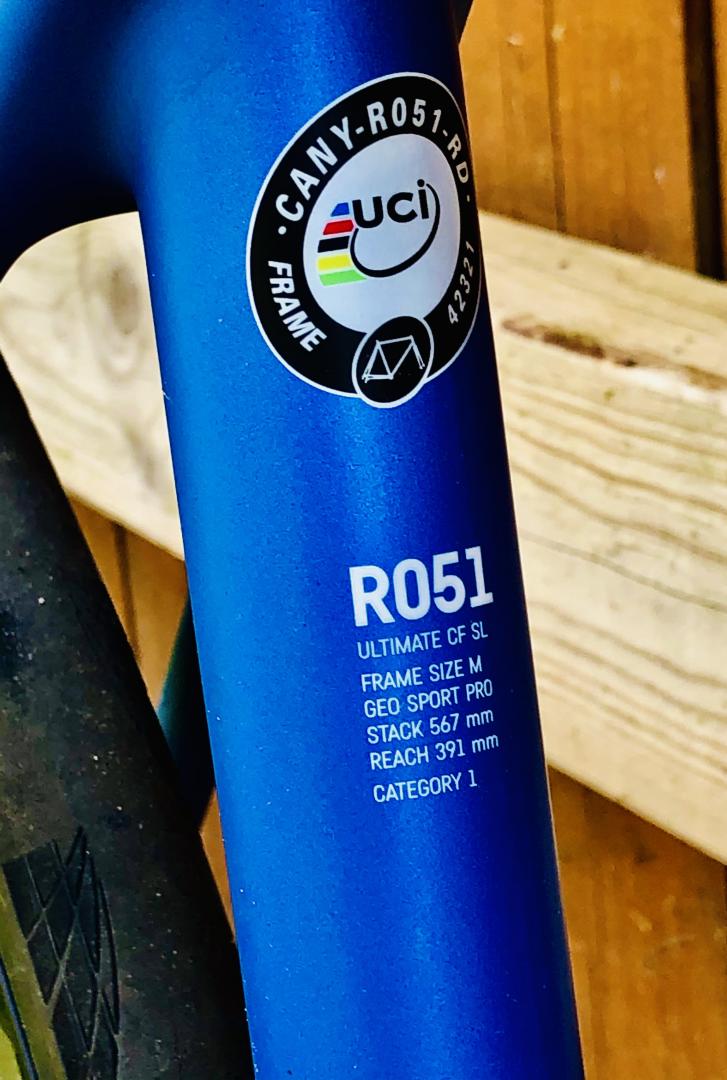 ·CANY-R051-RD·
UCi
FRAME
42321
R051
ULTIMATE CF SL
FRAME SIZE M
GEO SPORT PRO
STACK 567 mm
REACH 391 mm
CATEGORY 1